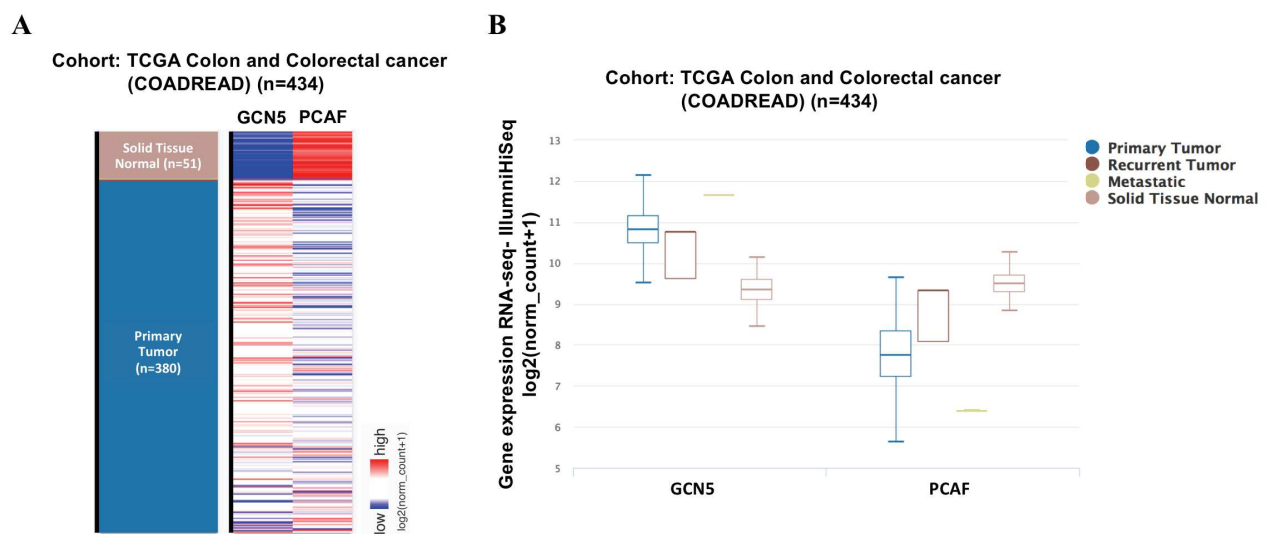 A
Cohort: TCGA Colon and Colorectal cancer
(COADREAD) (n=434)
GCN5 PCAF
Solid Tissue
Normal (n=51)
Primary
Tumor
(n=380)
low high
log2(norm_count+1)
B
Cohort: TCGA Colon and Colorectal cancer
(COADREAD) (n=434)
Gene expression RNA-seq- IllumniHiSeq
log2(norm_count+1)
13
12
11
10
9
8
7
6
5
GCN5 PCAF
Primary Tumor
Recurrent Tumor
Metastatic
Solid Tissue Normal